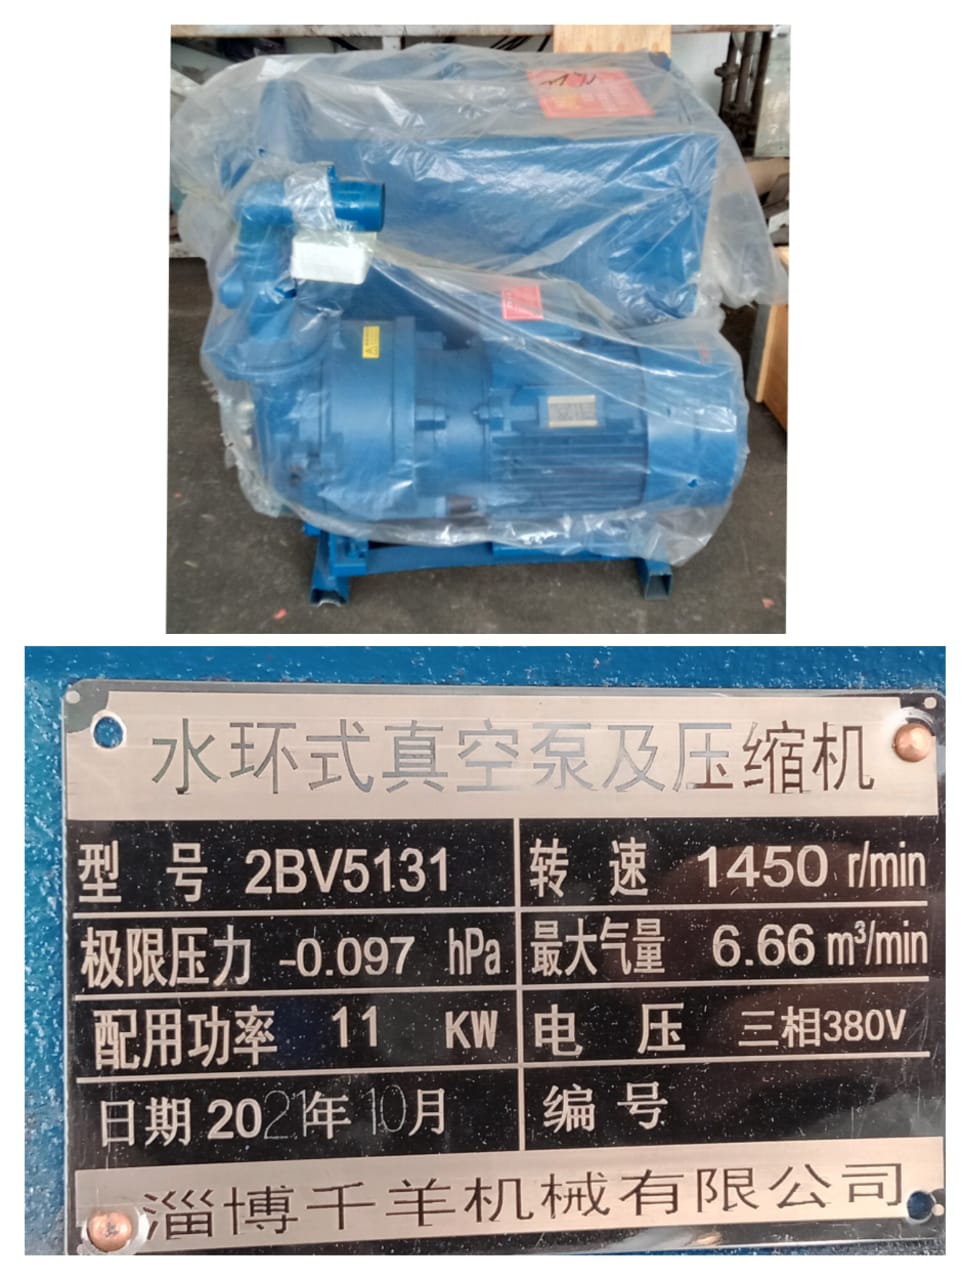 水环式真空泵及压缩机
型 号 2BV5131 转 速 1450 r/min
极限压力 -0.097 hPa 最大气量 6.66 m³/min
配用功率 11 KW 电 压 三相380V
日期 2021年10月 编 号
淄博千羊机械有限公司